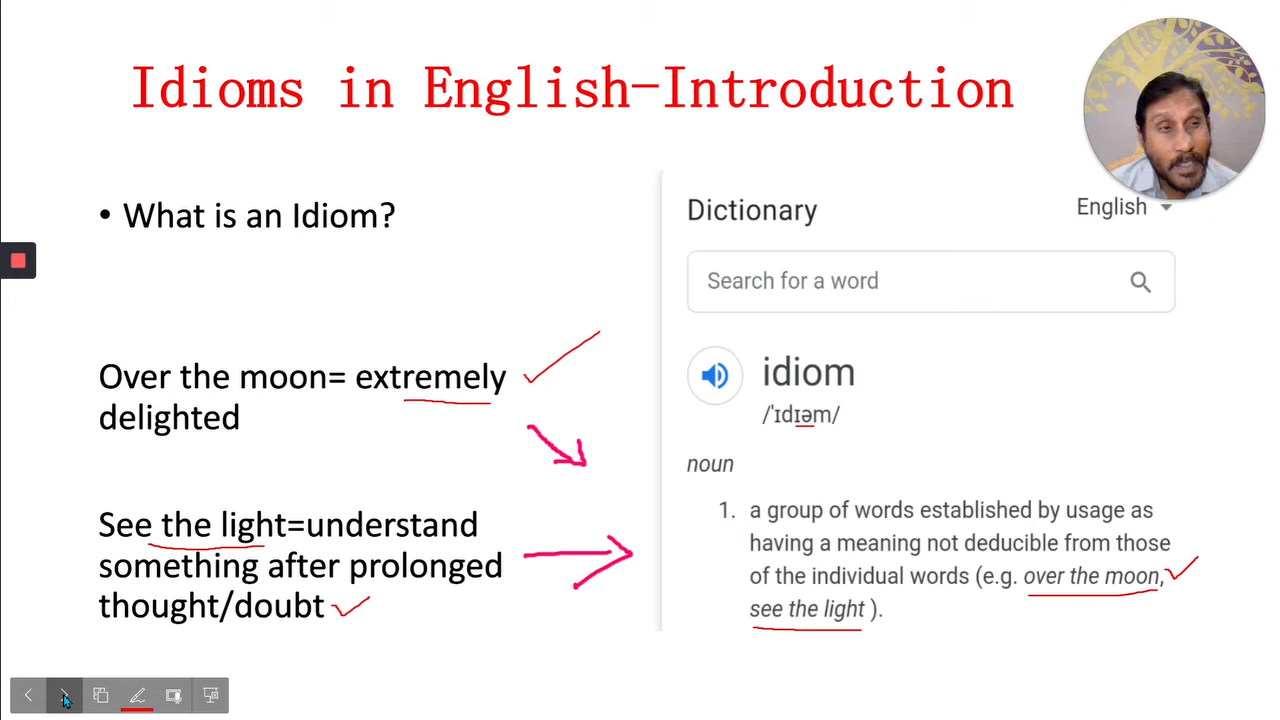 Idioms in English-Introduction
• What is an Idiom?
Over the moon= extremely
delighted
See the light=understand
something after prolonged
thought/doubt
Dictionary
English
Search for a word
idiom
/ˈɪdɪəm/
noun
1. a group of words established by usage as
having a meaning not deducible from those
of the individual words (e.g. over the moon,
see the light ).